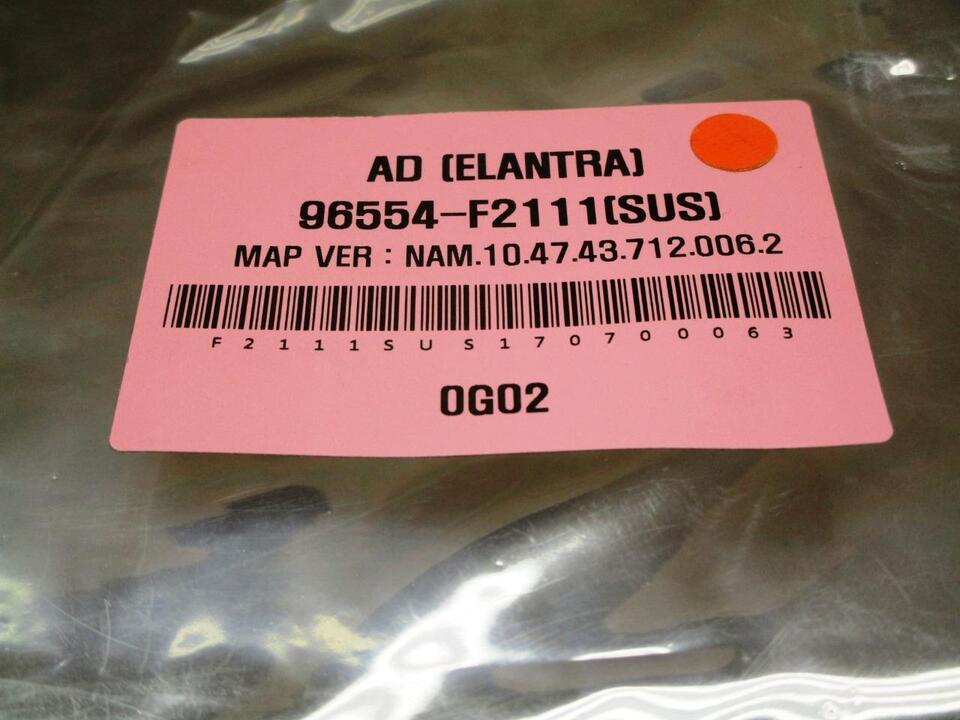 AD (ELANTRA)
96554-F2111(SUS)
MAP VER : NAM.10.47.43.712.006.2
F2111SUS170700063
0G02